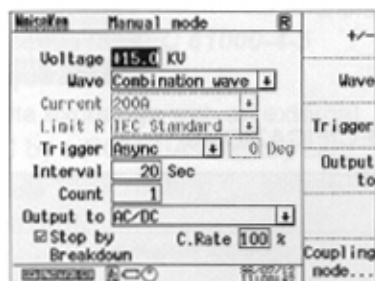 NoiseKen Manual mode R
+/-
Voltage +15.0 KV
Wave Combination wave
Wave
Current 200A
Limit R IEC Standard
Trigger
Trigger Async 0 Deg
Interval 20 Sec
Output to
Count 1
Output to AC/DC
Stop by Breakdown
C.Rate 100 %
Coupling mode...